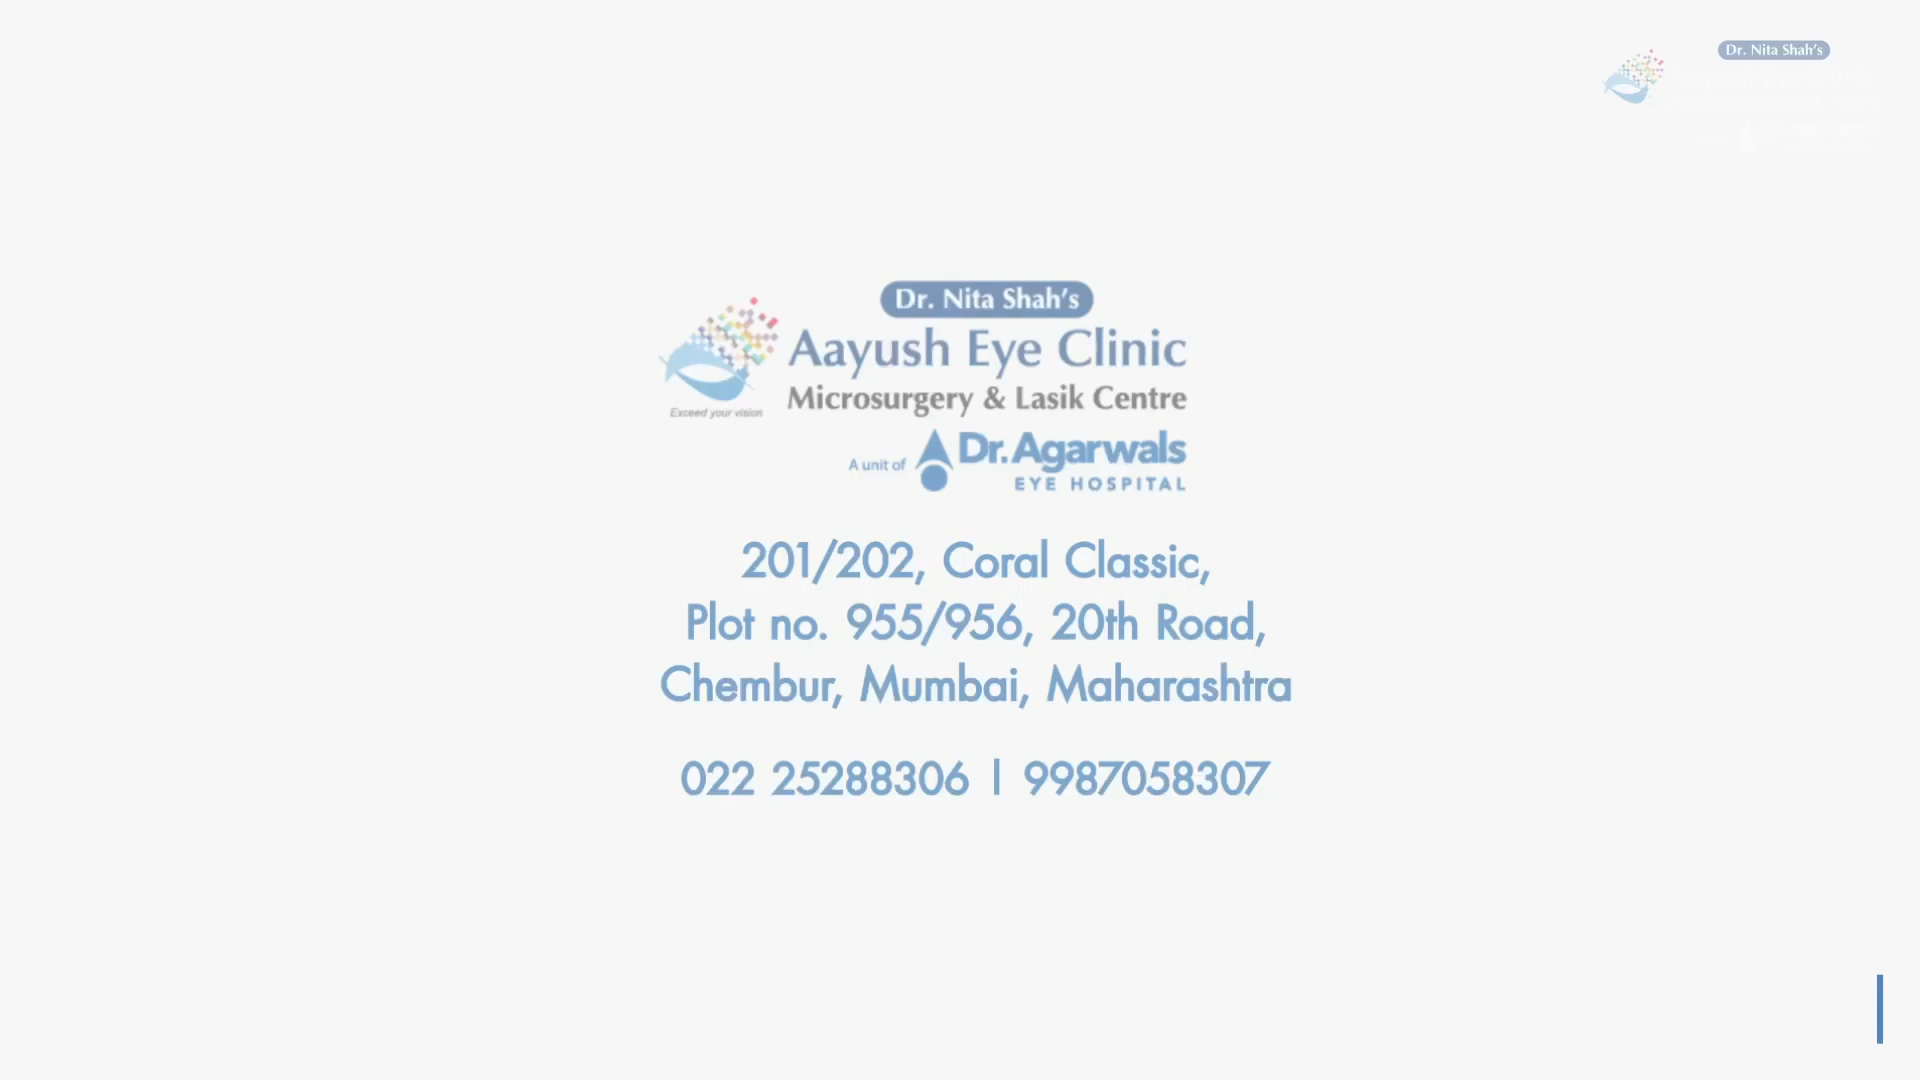 Dr. Nita Shah's
Dr. Nita Shah's
Aayush Eye Clinic
Microsurgery & Lasik Centre
Exceed your vision
A unit of Dr. Agarwals
EYE HOSPITAL
201/202, Coral Classic,
Plot no. 955/956, 20th Road,
Chembur, Mumbai, Maharashtra
022 25288306 | 9987058307